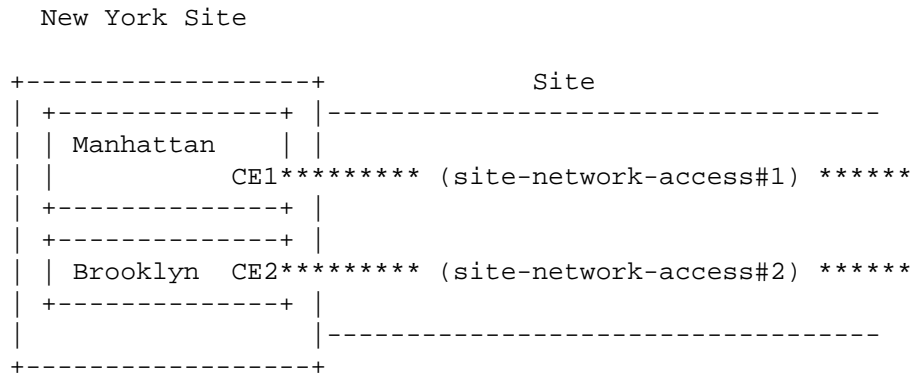 New York Site
+------------------+             Site
| +--------------+ |-----------------------------------
| | Manhattan    | |
| |           CE1********* (site-network-access#1) ******
| +--------------+ |
| +--------------+ |
| | Brooklyn  CE2********* (site-network-access#2) ******
| +--------------+ |
|                  |-----------------------------------
+------------------+